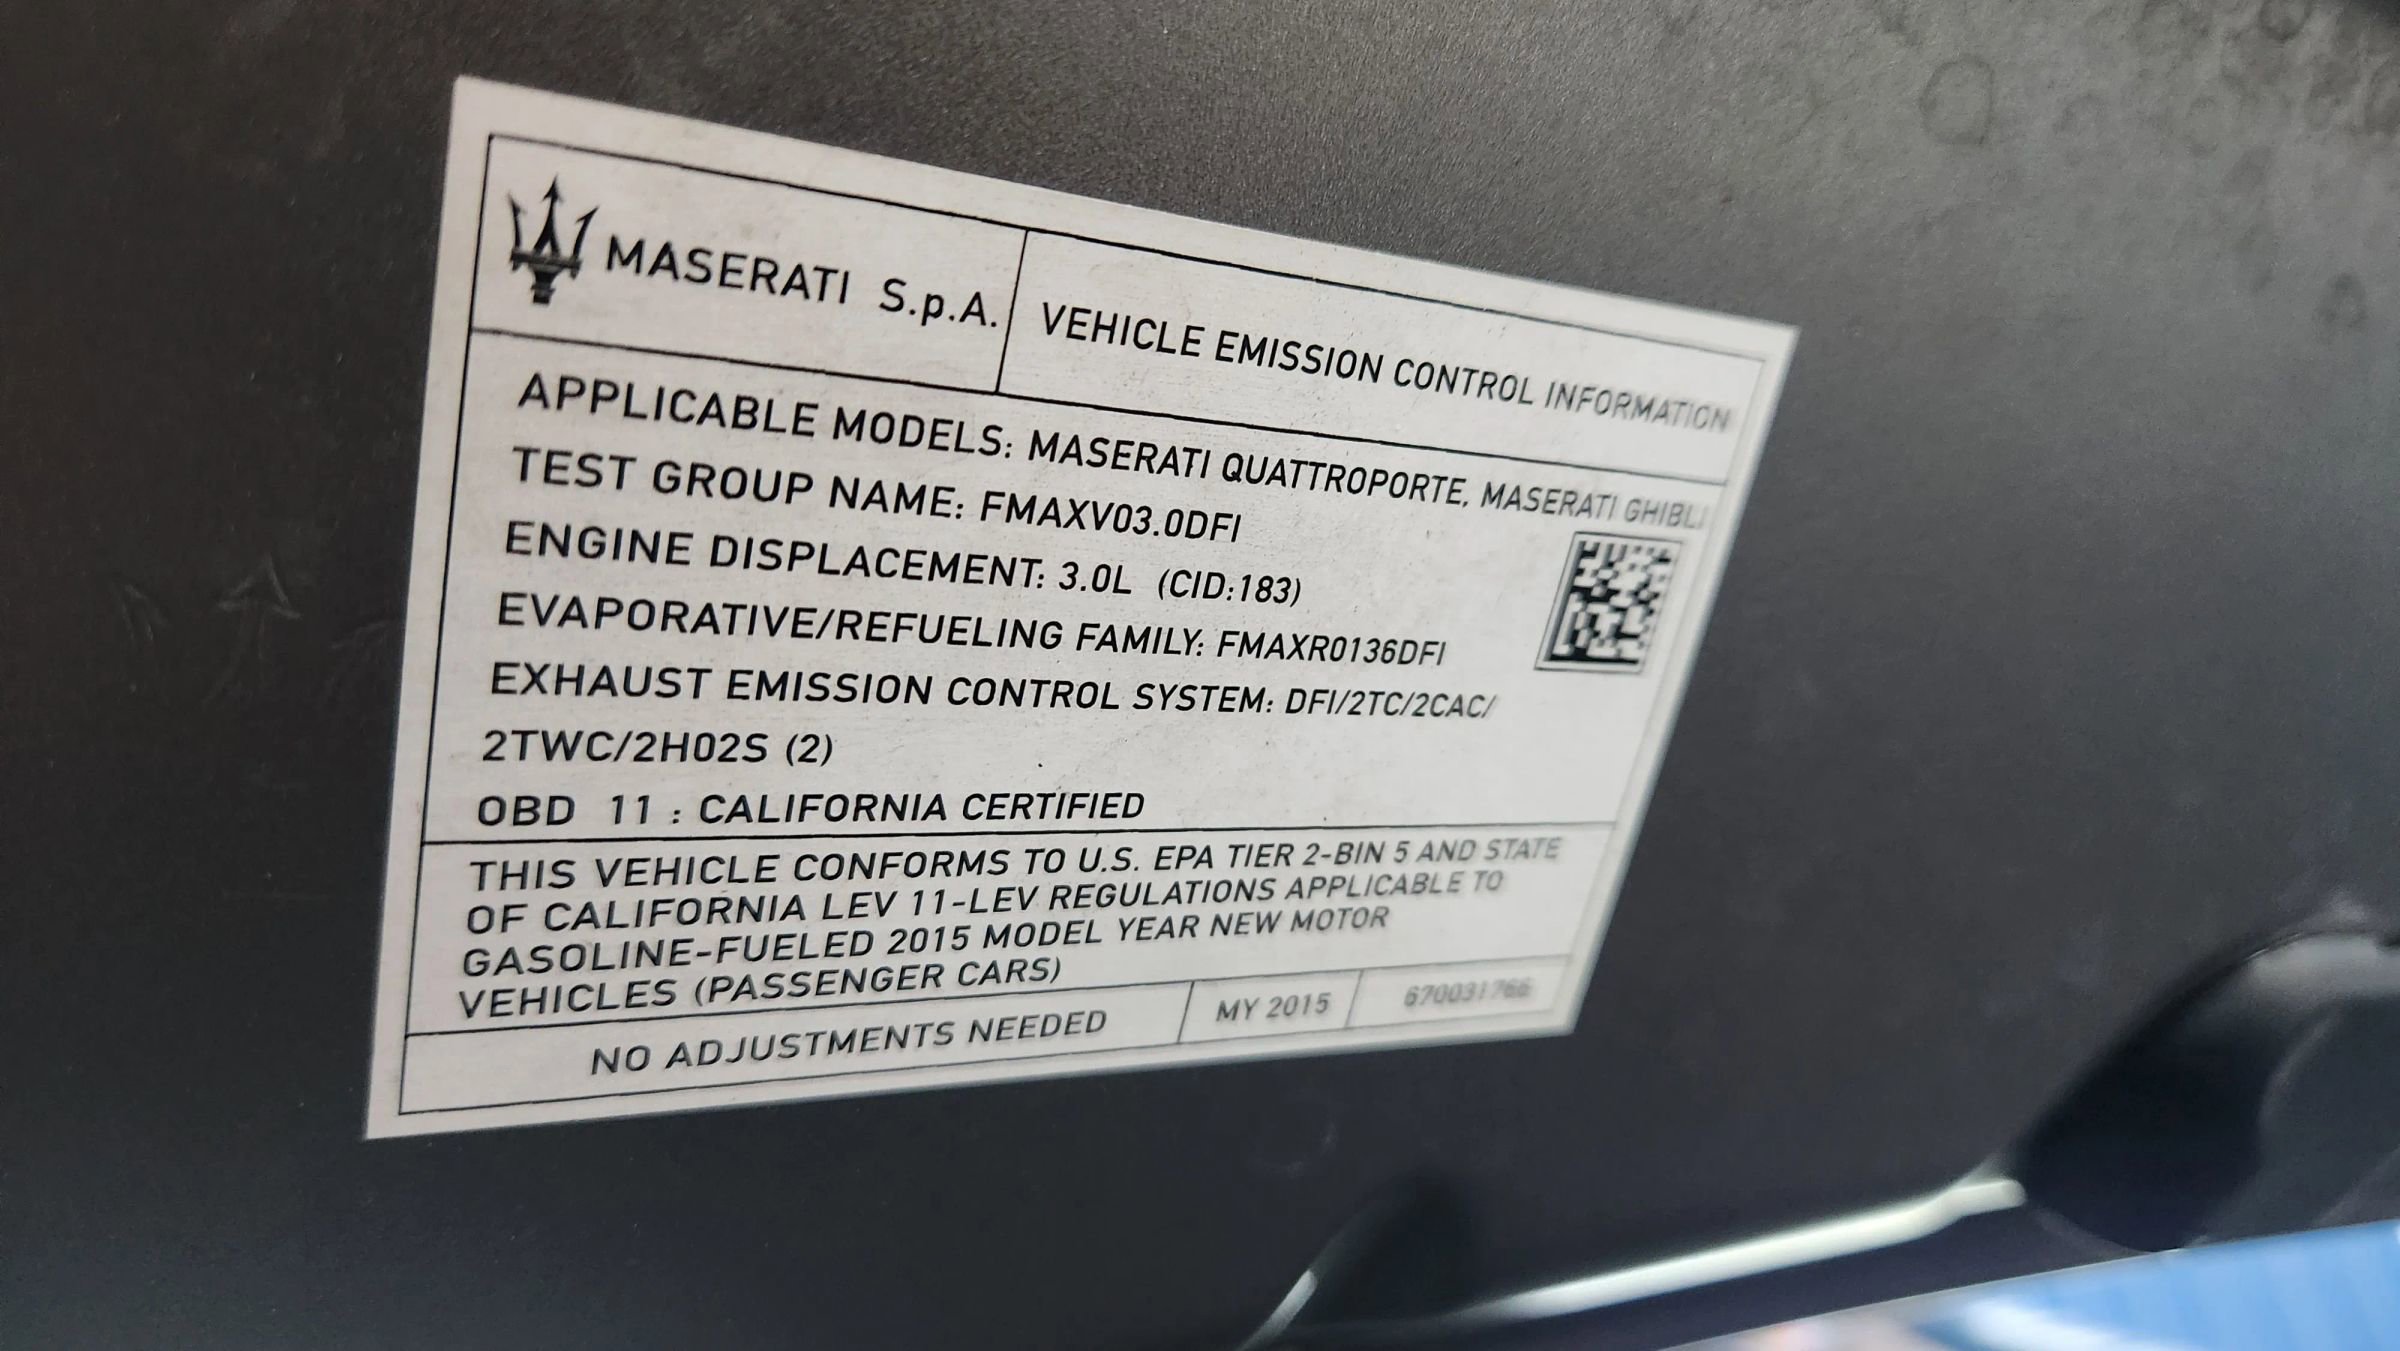 MASERATI S.p.A.
VEHICLE EMISSION CONTROL INFORMATION
APPLICABLE MODELS: MASERATI QUATTROPORTE, MASERATI GHIBLI
TEST GROUP NAME: FMAXV03.0DFI
ENGINE DISPLACEMENT: 3.0L (CID:183)
EVAPORATIVE/REFUELING FAMILY: FMAXR0136DFI
EXHAUST EMISSION CONTROL SYSTEM: DFI/2TC/2CAC/
2TWC/2H02S (2)
OBD 11 : CALIFORNIA CERTIFIED
THIS VEHICLE CONFORMS TO U.S. EPA TIER 2-BIN 5 AND STATE
OF CALIFORNIA LEV 11-LEV REGULATIONS APPLICABLE TO
GASOLINE-FUELED 2015 MODEL YEAR NEW MOTOR
VEHICLES (PASSENGER CARS)
NO ADJUSTMENTS NEEDED
MY 2015
670031766